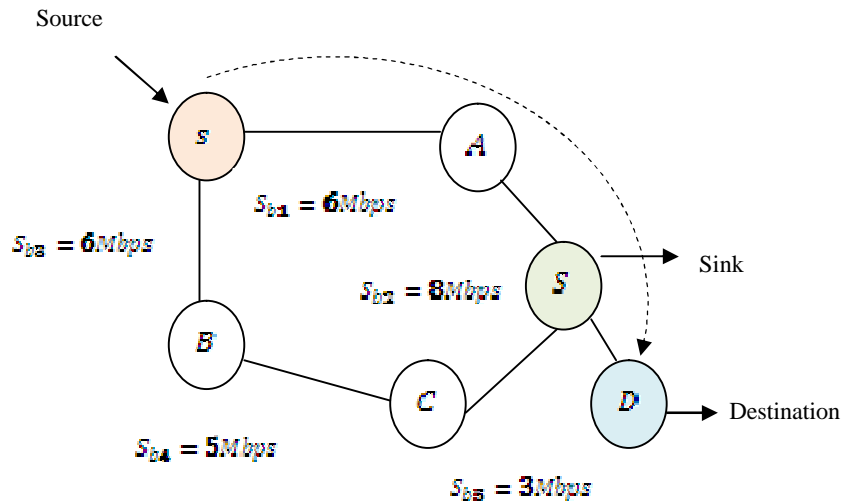 Source
s
A
S_b1 = 6Mbps
S_b3 = 6Mbps
S_b2 = 8Mbps
S
Sink
B
C
D
Destination
S_b4 = 5Mbps
S_b5 = 3Mbps